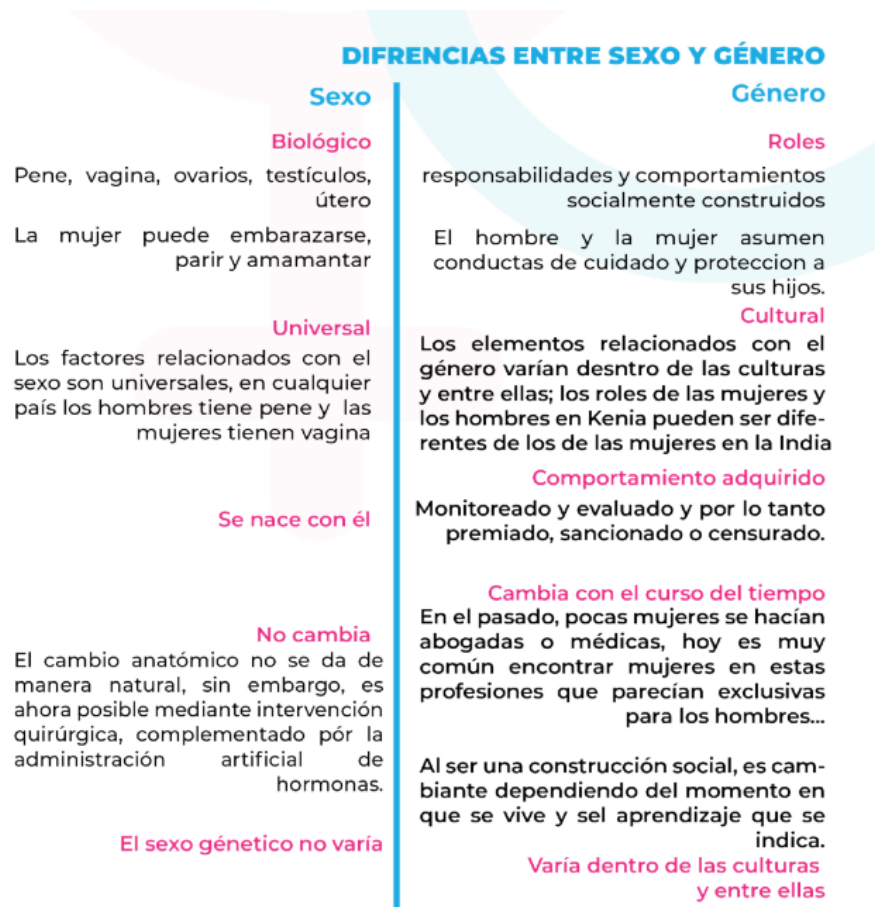 DIFRENCIAS ENTRE SEXO Y GÉNERO
Sexo
Biológico
Pene, vagina, ovarios, testículos,
útero
La mujer puede embarazarse,
parir y amamantar
Universal
Los factores relacionados con el
sexo son universales, en cualquier
país los hombres tiene pene y las
mujeres tienen vagina
Se nace con él
No cambia
El cambio anatómico no se da de
manera natural, sin embargo, es
ahora posible mediante intervención
quirúrgica, complementado pór la
administración artificial de
hormonas.
El sexo génetico no varía
Género
Roles
responsabilidades y comportamientos
socialmente construidos
El hombre y la mujer asumen
conductas de cuidado y proteccion a
sus hijos.
Cultural
Los elementos relacionados con el
género varían desntro de las culturas
y entre ellas; los roles de las mujeres y
los hombres en Kenia pueden ser dife-
rentes de los de las mujeres en la India
Comportamiento adquirido
Monitoreado y evaluado y por lo tanto
premiado, sancionado o censurado.
Cambia con el curso del tiempo
En el pasado, pocas mujeres se hacían
abogadas o médicas, hoy es muy
común encontrar mujeres en estas
profesiones que parecían exclusivas
para los hombres...
Al ser una construcción social, es cam-
biante dependiendo del momento en
que se vive y sel aprendizaje que se
indica.
Varía dentro de las culturas
y entre ellas